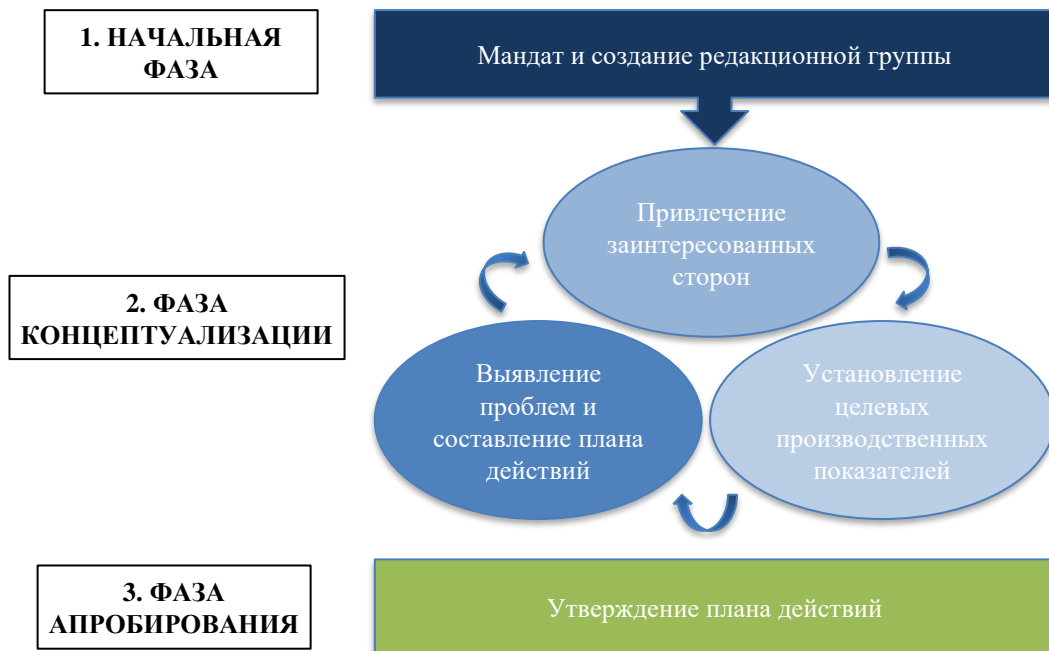 1. НАЧАЛЬНАЯ
ФАЗА
Мандат и создание редакционной группы
Привлечение
заинтересованных
сторон
2. ФАЗА
КОНЦЕПТУАЛИЗАЦИИ
Выявление
проблем и
составление плана
действий
Установление
целевых
производственных
показателей
3. ФАЗА
АПРОБИРОВАНИЯ
Утверждение плана действий